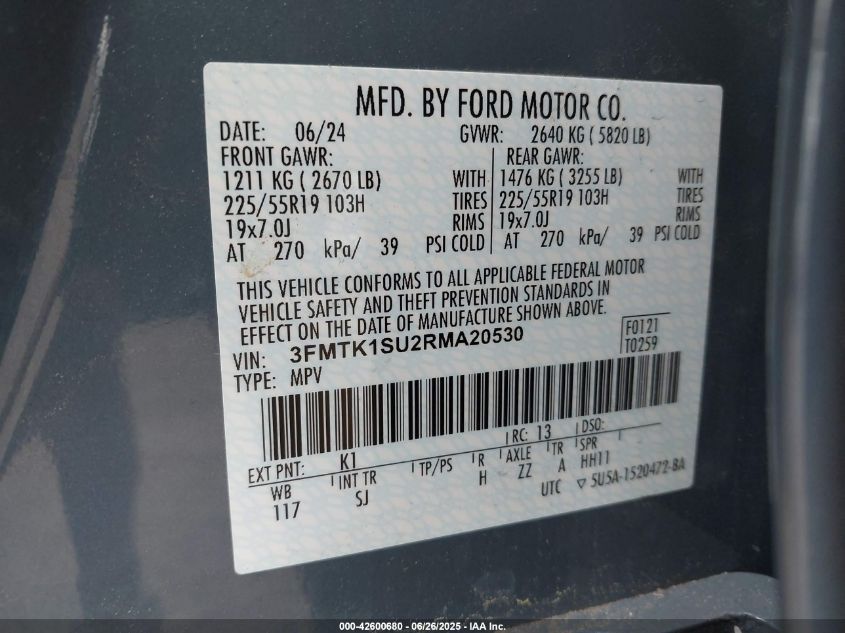 MFD. BY FORD MOTOR CO.
DATE: 06/24 GVWR: 2640 KG ( 5820 LB)
FRONT GAWR: REAR GAWR:
1211 KG ( 2670 LB) WITH 1476 KG ( 3255 LB) WITH
225/55R19 103H TIRES 225/55R19 103H TIRES
19x7.0J RIMS 19x7.0J RIMS
AT 270 kPa/ 39 PSI COLD AT 270 kPa/ 39 PSI COLD
THIS VEHICLE CONFORMS TO ALL APPLICABLE FEDERAL MOTOR
VEHICLE SAFETY AND THEFT PREVENTION STANDARDS IN
EFFECT ON THE DATE OF MANUFACTURE SHOWN ABOVE.
VIN: 3FMTK1SU2RMA20530 F0121
TYPE: MPV T0259
EXT PNT: K1 RC: 13 DSO:
WB INT TR TP/PS R AXLE TR SPR
117 SJ H ZZ A HH11
UTC ▽ 5U5A-1520472-BA
000-42600680 - 06/26/2025 - IAA Inc.